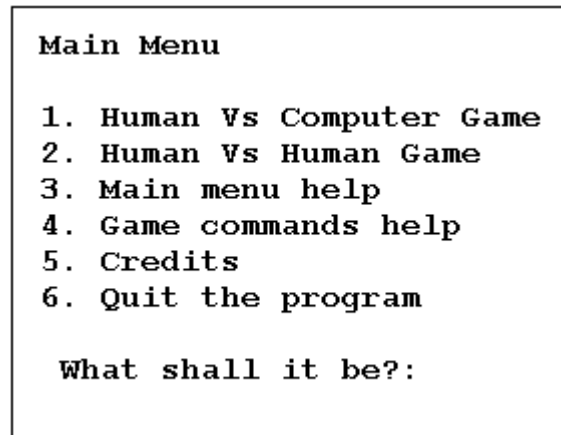 Main Menu
1. Human Vs Computer Game
2. Human Vs Human Game
3. Main menu help
4. Game commands help
5. Credits
6. Quit the program
What shall it be?: